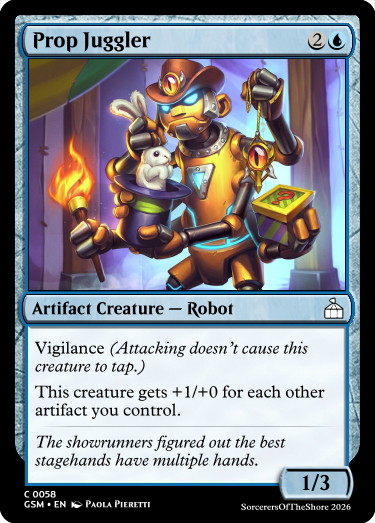 Prop Juggler 2
Artifact Creature — Robot
Vigilance (Attacking doesn't cause this
creature to tap.)
This creature gets +1/+0 for each other
artifact you control.
The showrunners figured out the best
stagehands have multiple hands.
1/3
C 0058
GSM • EN Paola Pieretti
SorcerersOfTheShore 2026